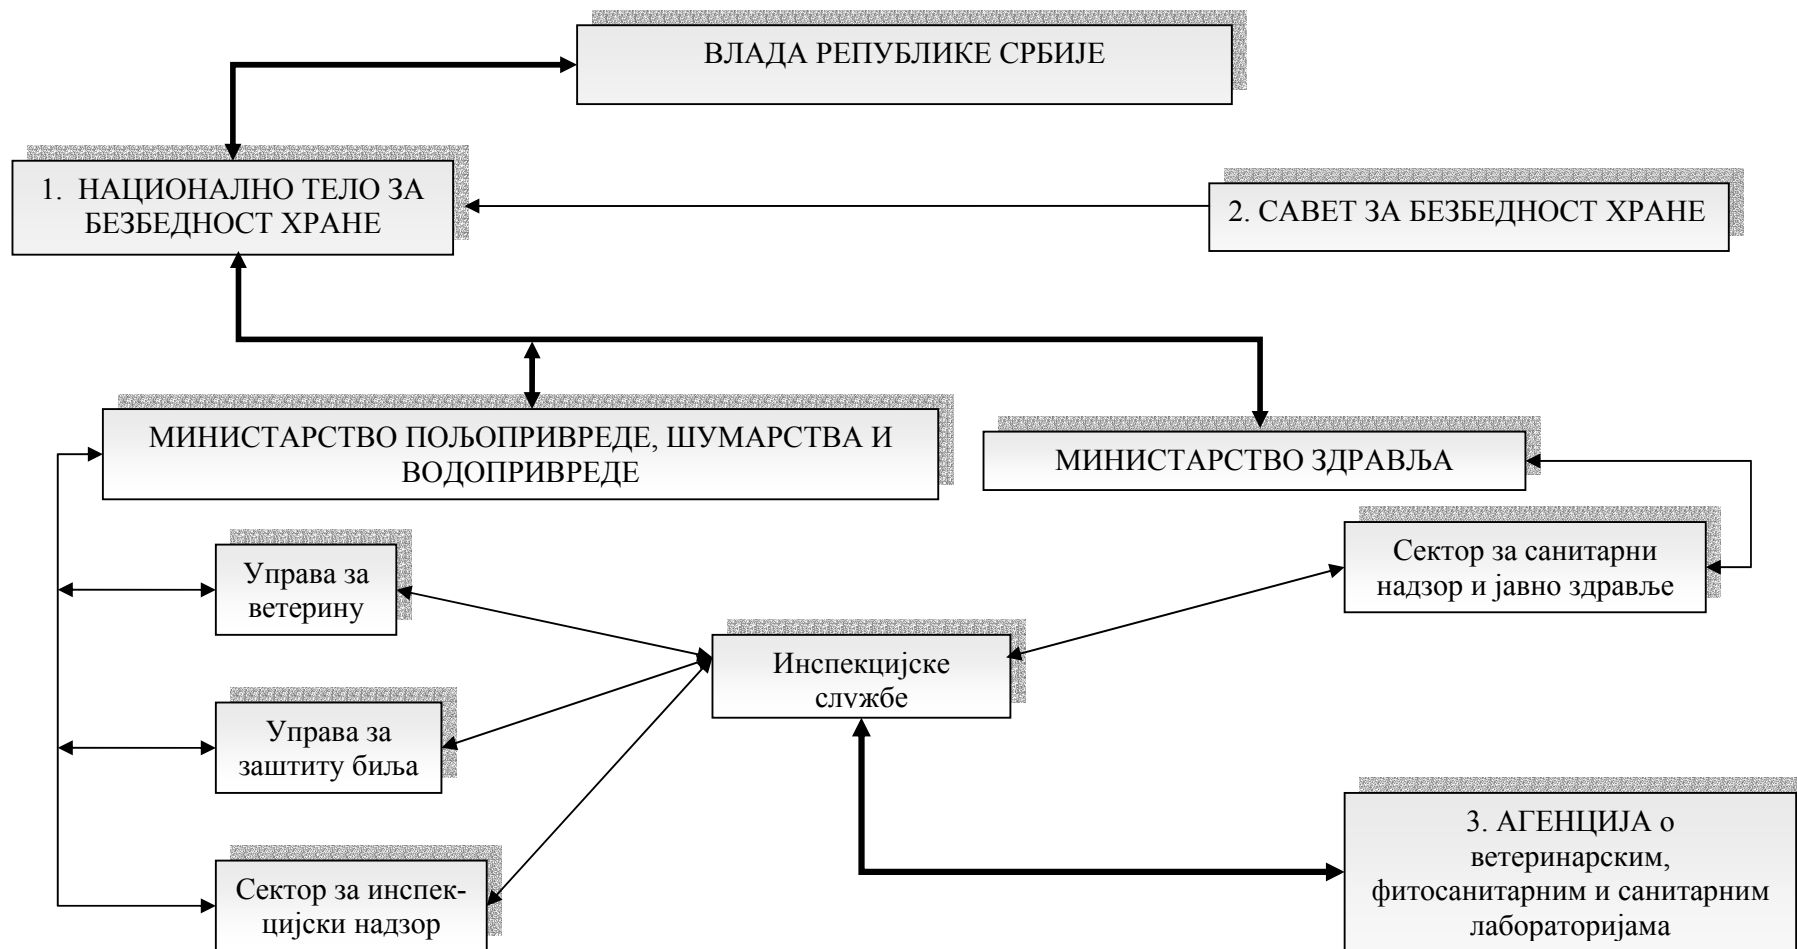 ВЛАДА РЕПУБЛИКЕ СРБИЈЕ
1. НАЦИОНАЛНО ТЕЛО ЗА
БЕЗБЕДНОСТ ХРАНЕ
2. САВЕТ ЗА БЕЗБЕДНОСТ ХРАНЕ
МИНИСТАРСТВО ПОЉОПРИВРЕДЕ, ШУМАРСТВА И
ВОДОПРИВРЕДЕ
МИНИСТАРСТВО ЗДРАВЉА
Управа за
ветерину
Сектор за санитарни
надзор и јавно здравље
Инспекцијске
службе
Управа за
заштиту биља
Сектор за инспек-
цијски надзор
3. АГЕНЦИЈА о
ветеринарским,
фитосанитарним и санитарним
лабораторијама